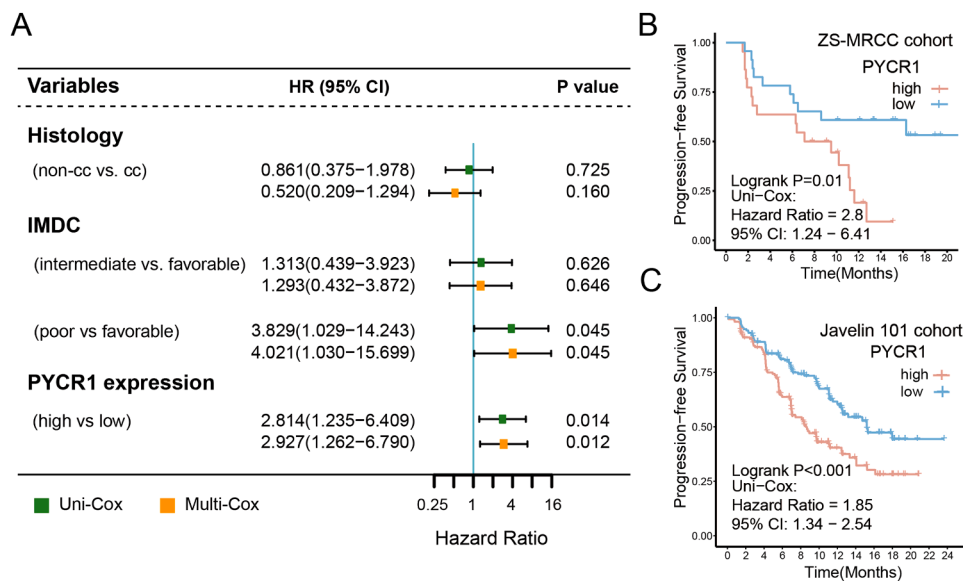 A
Variables HR (95% CI) P value
Histology
(non−cc vs. cc) 0.861(0.375−1.978) 0.725
0.520(0.209−1.294) 0.160
IMDC
(intermediate vs. favorable) 1.313(0.439−3.923) 0.626
1.293(0.432−3.872) 0.646
(poor vs favorable) 3.829(1.029−14.243) 0.045
4.021(1.030−15.699) 0.045
PYCR1 expression
(high vs low) 2.814(1.235−6.409) 0.014
2.927(1.262−6.790) 0.012
Uni−Cox Multi−Cox
0.25 1 4 16
Hazard Ratio
B
ZS−MRCC cohort
PYCR1
high
low
Progression−free Survival
1.00
0.75
0.50
0.25
0.00
Logrank P=0.01
Uni−Cox:
Hazard Ratio = 2.8
95% CI: 1.24 − 6.41
0 2 4 6 8 10 12 14 16 18 20
Time(Months)
C
Javelin 101 cohort
PYCR1
high
low
Progression−free Survival
1.00
0.75
0.50
0.25
0.00
Logrank P<0.001
Uni−Cox:
Hazard Ratio = 1.85
95% CI: 1.34 − 2.54
0 2 4 6 8 10 12 14 16 18 20 22 24
Time(Months)